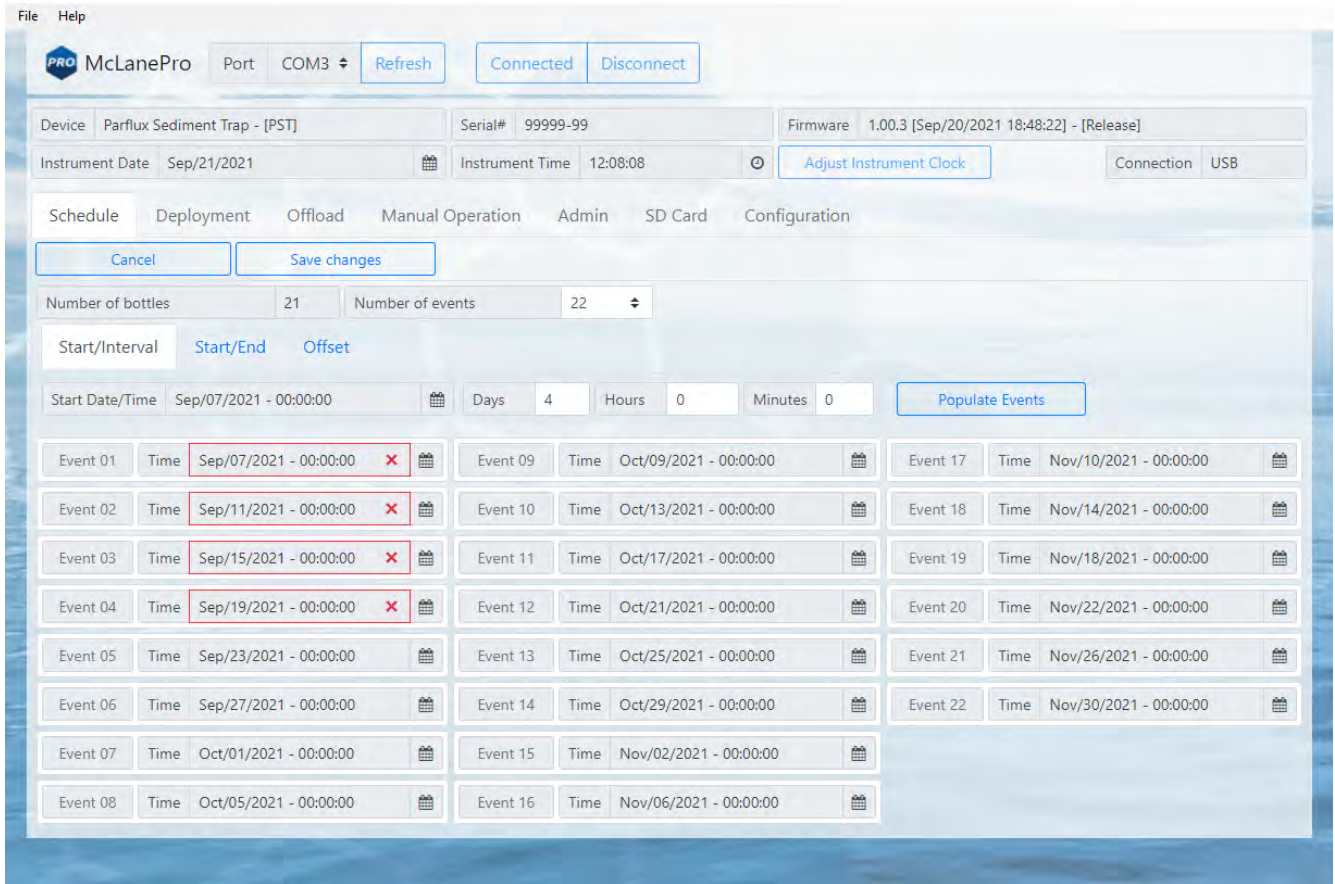 File Help
PRO McLanePro Port COM3 Refresh Connected Disconnect
Device Parflux Sediment Trap - [PST] Serial# 99999-99 Firmware 1.00.3 [Sep/20/2021 18:48:22] - [Release]
Instrument Date Sep/21/2021 Instrument Time 12:08:08 Adjust Instrument Clock Connection USB
Schedule Deployment Offload Manual Operation Admin SD Card Configuration
Cancel Save changes
Number of bottles 21 Number of events 22
Start/Interval Start/End Offset
Start Date/Time Sep/07/2021 - 00:00:00 Days 4 Hours 0 Minutes 0 Populate Events
Event 01 Time Sep/07/2021 - 00:00:00 Event 09 Time Oct/09/2021 - 00:00:00 Event 17 Time Nov/10/2021 - 00:00:00
Event 02 Time Sep/11/2021 - 00:00:00 Event 10 Time Oct/13/2021 - 00:00:00 Event 18 Time Nov/14/2021 - 00:00:00
Event 03 Time Sep/15/2021 - 00:00:00 Event 11 Time Oct/17/2021 - 00:00:00 Event 19 Time Nov/18/2021 - 00:00:00
Event 04 Time Sep/19/2021 - 00:00:00 Event 12 Time Oct/21/2021 - 00:00:00 Event 20 Time Nov/22/2021 - 00:00:00
Event 05 Time Sep/23/2021 - 00:00:00 Event 13 Time Oct/25/2021 - 00:00:00 Event 21 Time Nov/26/2021 - 00:00:00
Event 06 Time Sep/27/2021 - 00:00:00 Event 14 Time Oct/29/2021 - 00:00:00 Event 22 Time Nov/30/2021 - 00:00:00
Event 07 Time Oct/01/2021 - 00:00:00 Event 15 Time Nov/02/2021 - 00:00:00
Event 08 Time Oct/05/2021 - 00:00:00 Event 16 Time Nov/06/2021 - 00:00:00